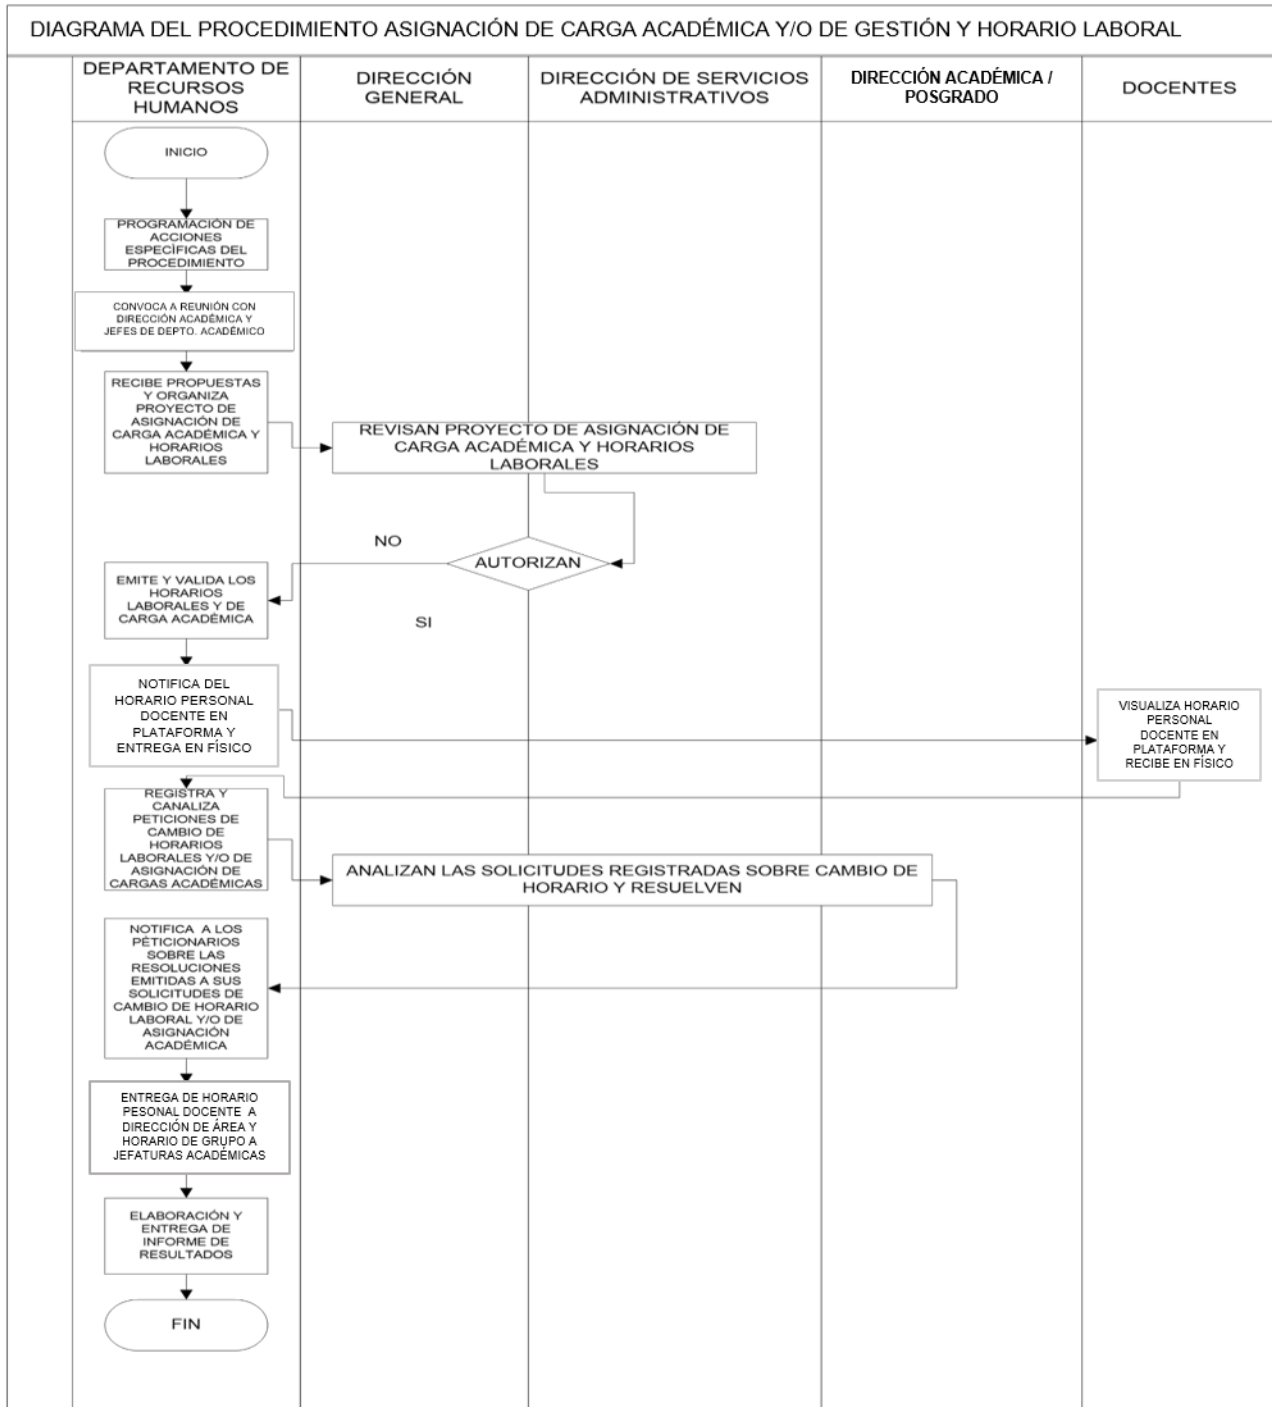 DIAGRAMA DEL PROCEDIMIENTO ASIGNACIÓN DE CARGA ACADÉMICA Y/O DE GESTIÓN Y HORARIO LABORAL
DEPARTAMENTO DE
RECURSOS
HUMANOS
DIRECCIÓN
GENERAL
DIRECCIÓN DE SERVICIOS
ADMINISTRATIVOS
DIRECCIÓN ACADÉMICA /
POSGRADO
DOCENTES
INICIO
PROGRAMACIÓN DE
ACCIONES
ESPECÍFICAS DEL
PROCEDIMIENTO
CONVOCA A REUNIÓN CON
DIRECCIÓN ACADÉMICA Y
JEFES DE DEPTO. ACADÉMICO
RECIBE PROPUESTAS
Y ORGANIZA
PROYECTO DE
ASIGNACIÓN DE
CARGA ACADÉMICA Y
HORARIOS
LABORALES
REVISAN PROYECTO DE ASIGNACIÓN DE
CARGA ACADÉMICA Y HORARIOS
LABORALES
NO
AUTORIZAN
SI
EMITE Y VALIDA LOS
HORARIOS
LABORALES Y DE
CARGA ACADÉMICA
NOTIFICA DEL
HORARIO PERSONAL
DOCENTE EN
PLATAFORMA Y
ENTREGA EN FÍSICO
VISUALIZA HORARIO
PERSONAL
DOCENTE EN
PLATAFORMA Y
RECIBE EN FÍSICO
REGISTRA Y
CANALIZA
PETICIONES DE
CAMBIO DE
HORARIOS
LABORALES Y/O DE
ASIGNACIÓN DE
CARGAS ACADÉMICAS
ANALIZAN LAS SOLICITUDES REGISTRADAS SOBRE CAMBIO DE
HORARIO Y RESUELVEN
NOTIFICA A LOS
PETICIONARIOS
SOBRE LAS
RESOLUCIONES
EMITIDAS A SUS
SOLICITUDES DE
CAMBIO DE HORARIO
LABORAL Y/O DE
ASIGNACIÓN
ACADÉMICA
ENTREGA DE HORARIO
PESONAL DOCENTE A
DIRECCIÓN DE ÁREA Y
HORARIO DE GRUPO A
JEFATURAS ACADÉMICAS
ELABORACIÓN Y
ENTREGA DE
INFORME DE
RESULTADOS
FIN